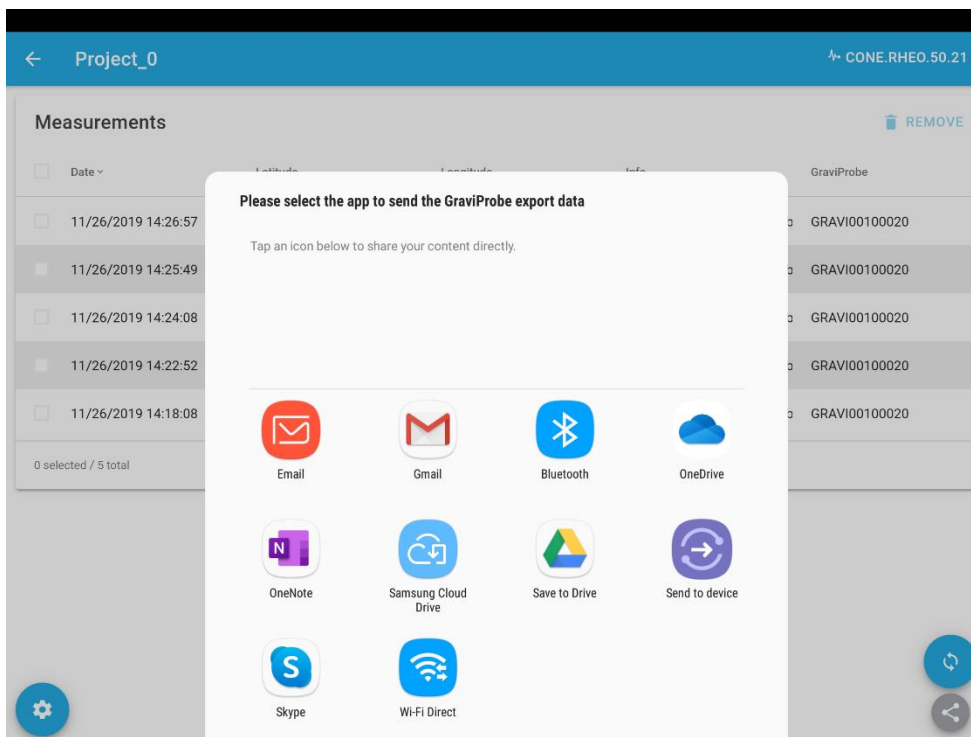 Project_0
CONE.RHEO.50.21
Measurements
REMOVE
Date
Latitude
Longitude
Info
GraviProbe
Please select the app to send the GraviProbe export data
Tap an icon below to share your content directly.
11/26/2019 14:26:57
GRAVI00100020
11/26/2019 14:25:49
GRAVI00100020
11/26/2019 14:24:08
GRAVI00100020
11/26/2019 14:22:52
GRAVI00100020
11/26/2019 14:18:08
GRAVI00100020
0 selected / 5 total
Email
Gmail
Bluetooth
OneDrive
N
OneNote
Samsung Cloud
Drive
Save to Drive
Send to device
S
Skype
Wi-Fi Direct